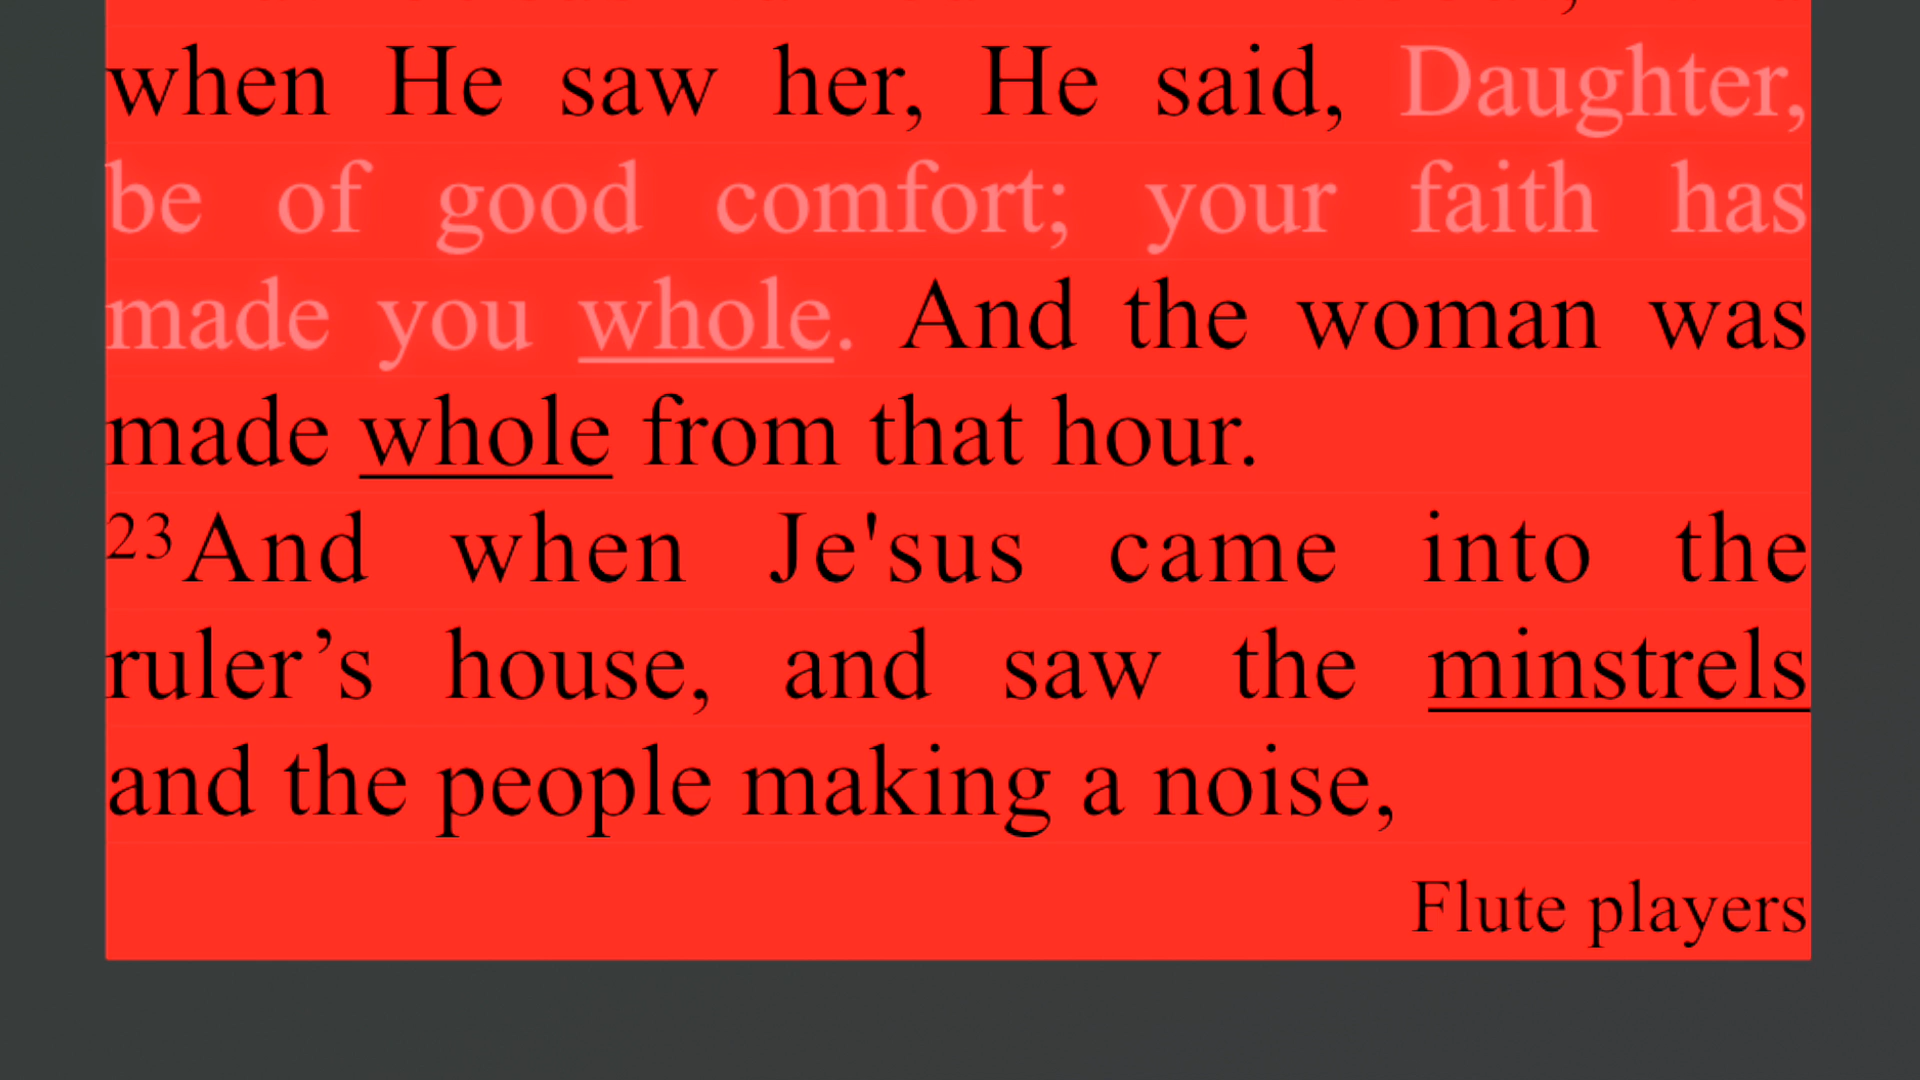 when He saw her, He said, Daughter,
be of good comfort; your faith has
made you whole. And the woman was
made whole from that hour.
23And when Je'sus came into the
ruler’s house, and saw the minstrels
and the people making a noise,
Flute players